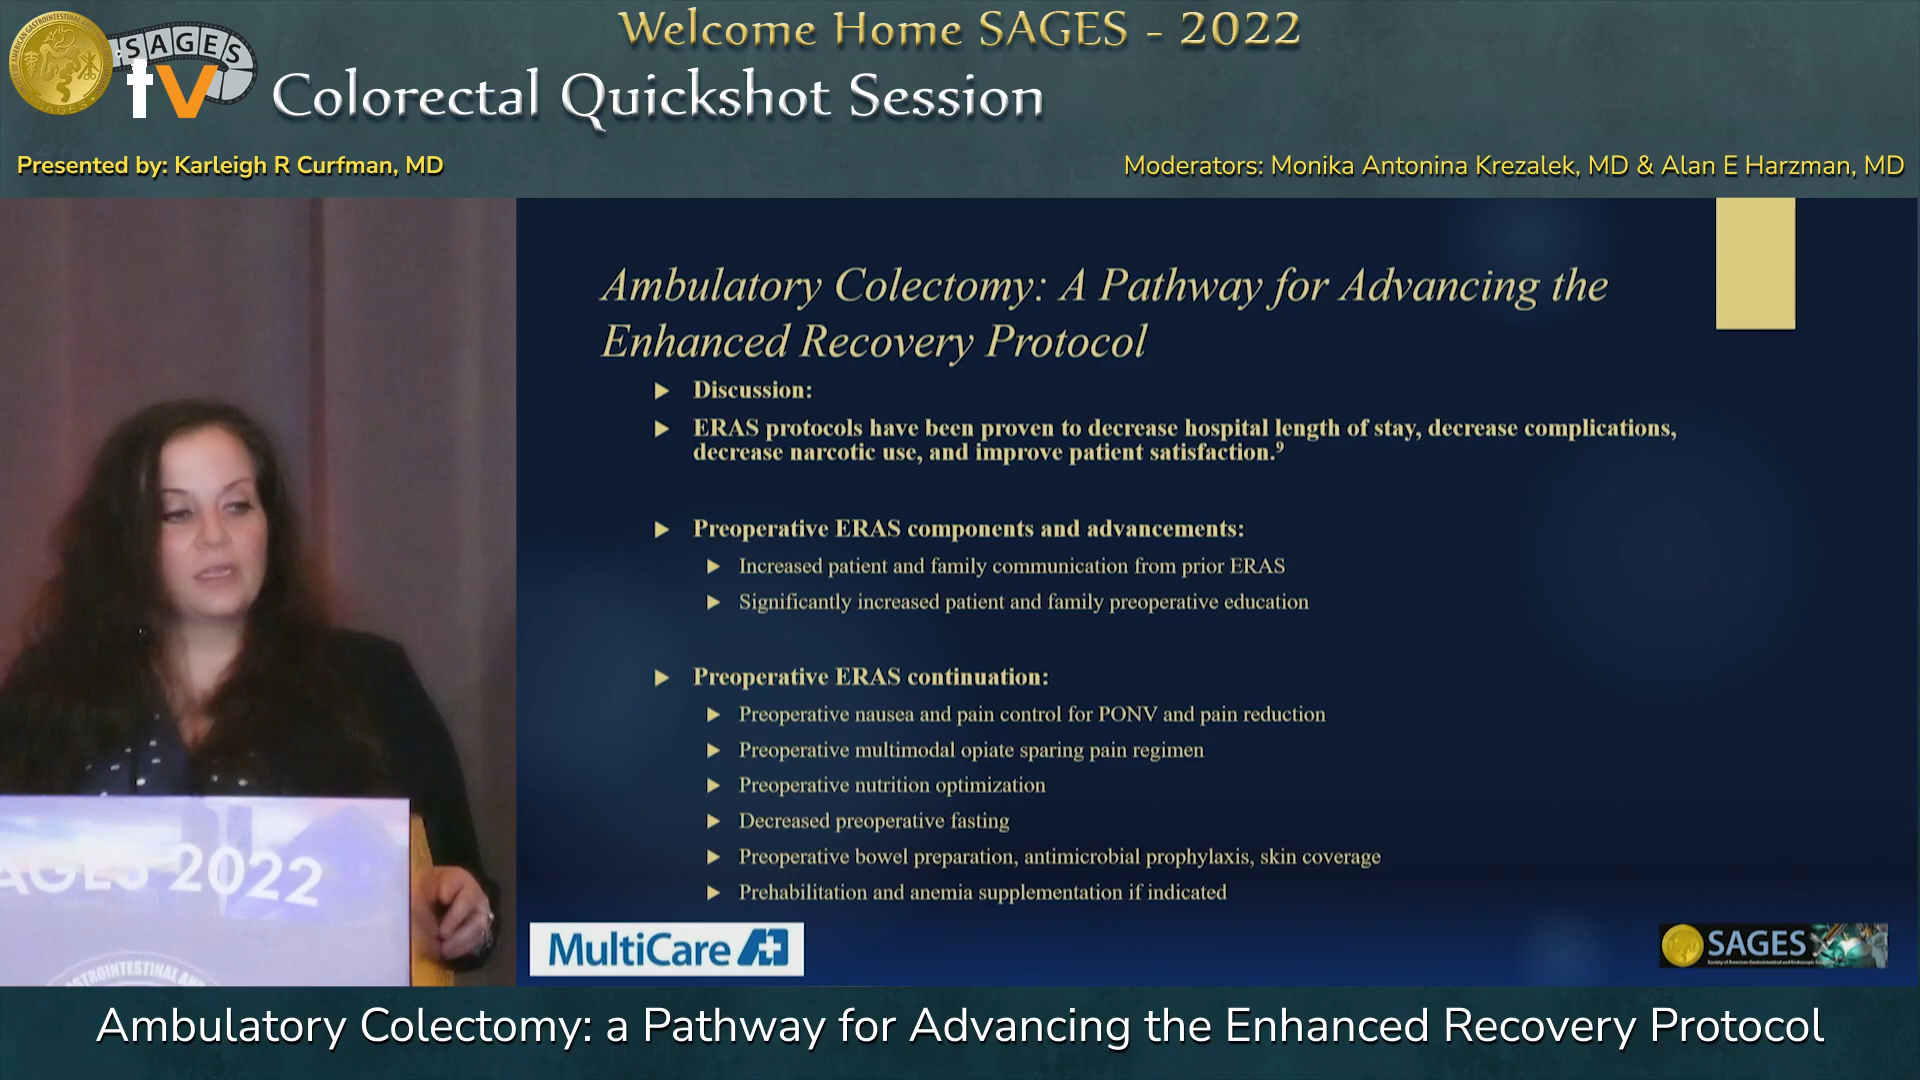 Welcome Home SAGES - 2022
SAGES
tv
Colorectal Quickshot Session
Presented by: Karleigh R Curfman, MD
Moderators: Monika Antonina Krezalek, MD & Alan E Harzman, MD
Ambulatory Colectomy: A Pathway for Advancing the
Enhanced Recovery Protocol
Discussion:
ERAS protocols have been proven to decrease hospital length of stay, decrease complications,
decrease narcotic use, and improve patient satisfaction.⁹
Preoperative ERAS components and advancements:
Increased patient and family communication from prior ERAS
Significantly increased patient and family preoperative education
Preoperative ERAS continuation:
Preoperative nausea and pain control for PONV and pain reduction
Preoperative multimodal opiate sparing pain regimen
Preoperative nutrition optimization
Decreased preoperative fasting
Preoperative bowel preparation, antimicrobial prophylaxis, skin coverage
Prehabilitation and anemia supplementation if indicated
AGES 2022
MultiCare
SAGES
Ambulatory Colectomy: a Pathway for Advancing the Enhanced Recovery Protocol